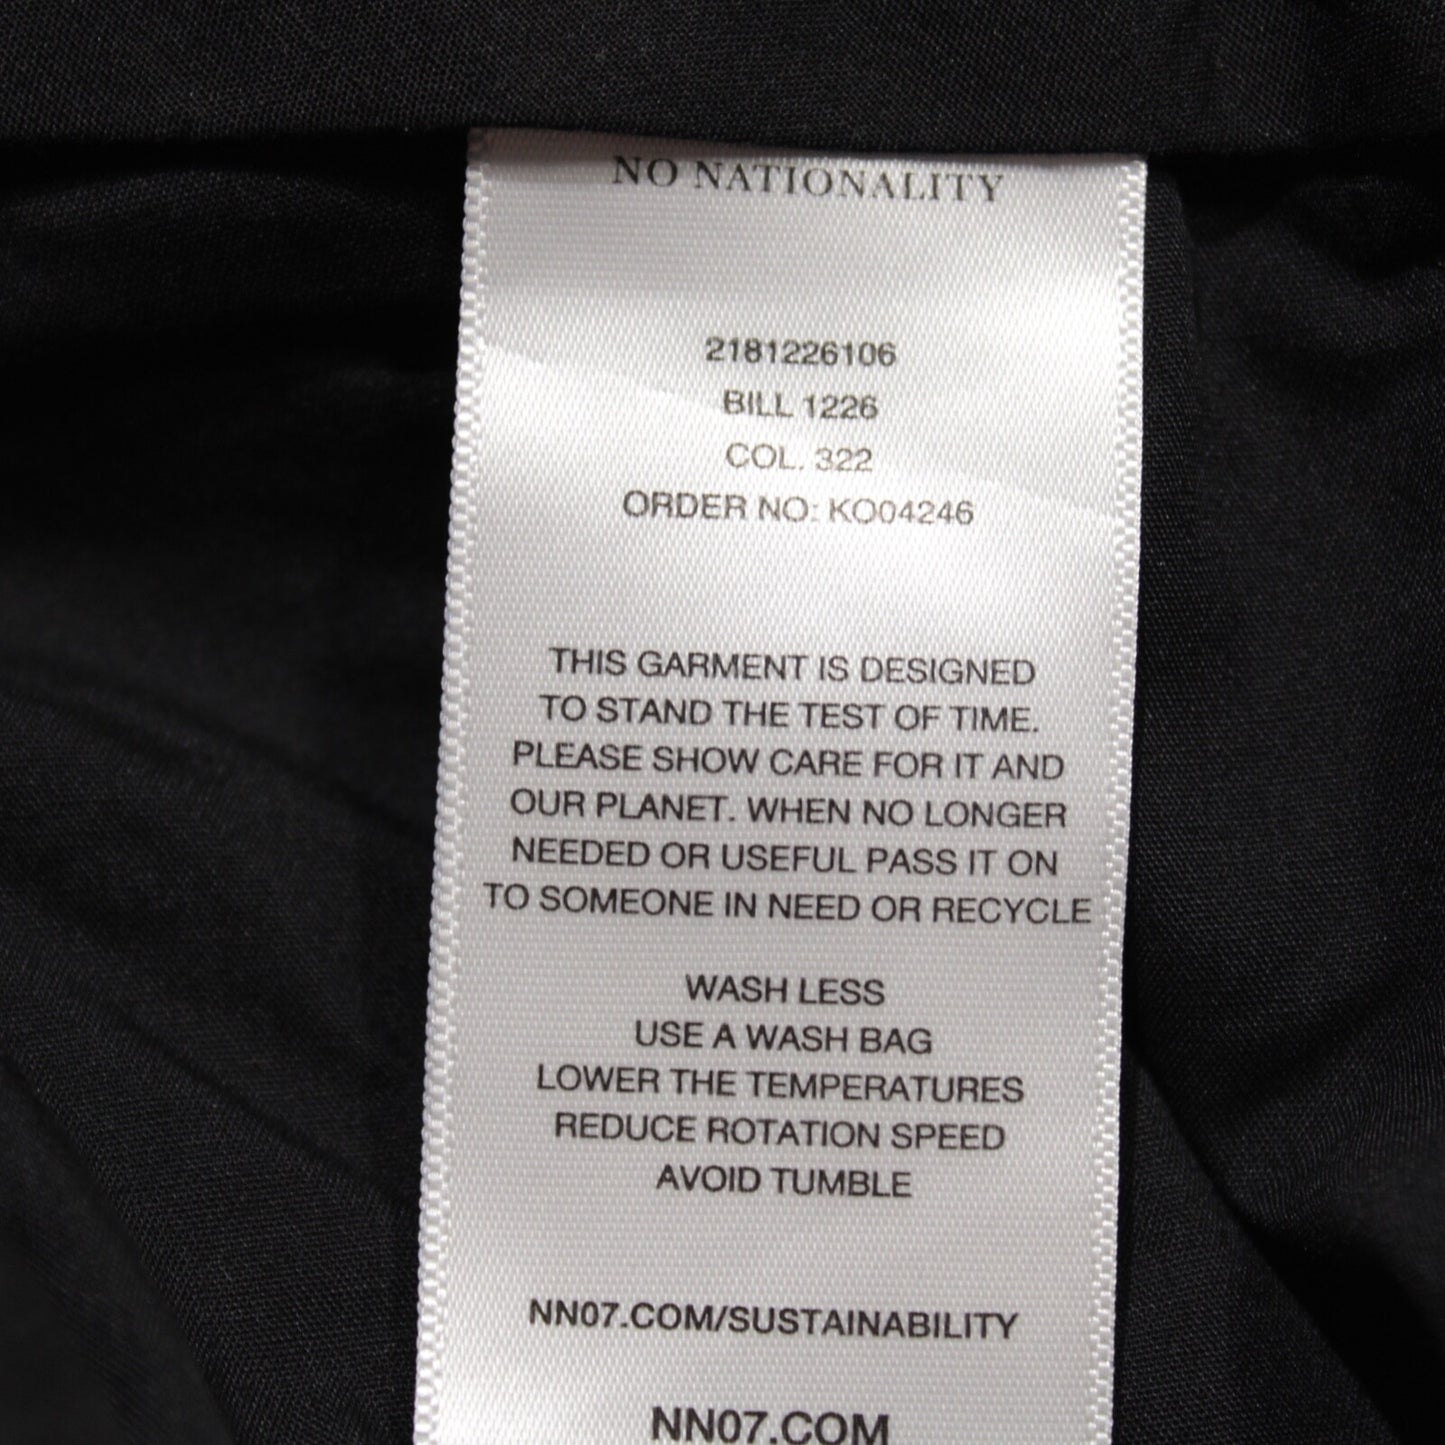 NO NATIONALITY
2181226106
BILL 1226
COL. 322
ORDER NO: KO04246
THIS GARMENT IS DESIGNED
TO STAND THE TEST OF TIME.
PLEASE SHOW CARE FOR IT AND
OUR PLANET. WHEN NO LONGER
NEEDED OR USEFUL PASS IT ON
TO SOMEONE IN NEED OR RECYCLE
WASH LESS
USE A WASH BAG
LOWER THE TEMPERATURES
REDUCE ROTATION SPEED
AVOID TUMBLE
NN07.COM/SUSTAINABILITY
NN07.COM